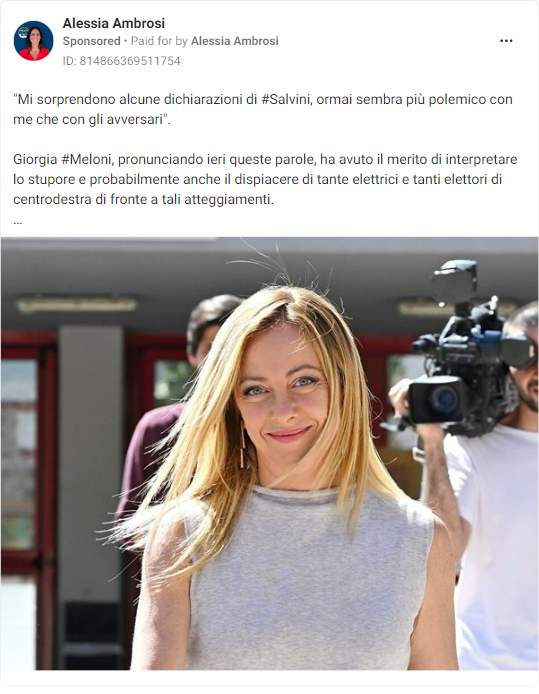 Alessia Ambrosi
Sponsored • Paid for by Alessia Ambrosi
ID: 814866369511754
"Mi sorprendono alcune dichiarazioni di #Salvini, ormai sembra più polemico con
me che con gli avversari".
Giorgia #Meloni, pronunciando ieri queste parole, ha avuto il merito di interpretare
lo stupore e probabilmente anche il dispiacere di tante elettrici e tanti elettori di
centrodestra di fronte a tali atteggiamenti.
...